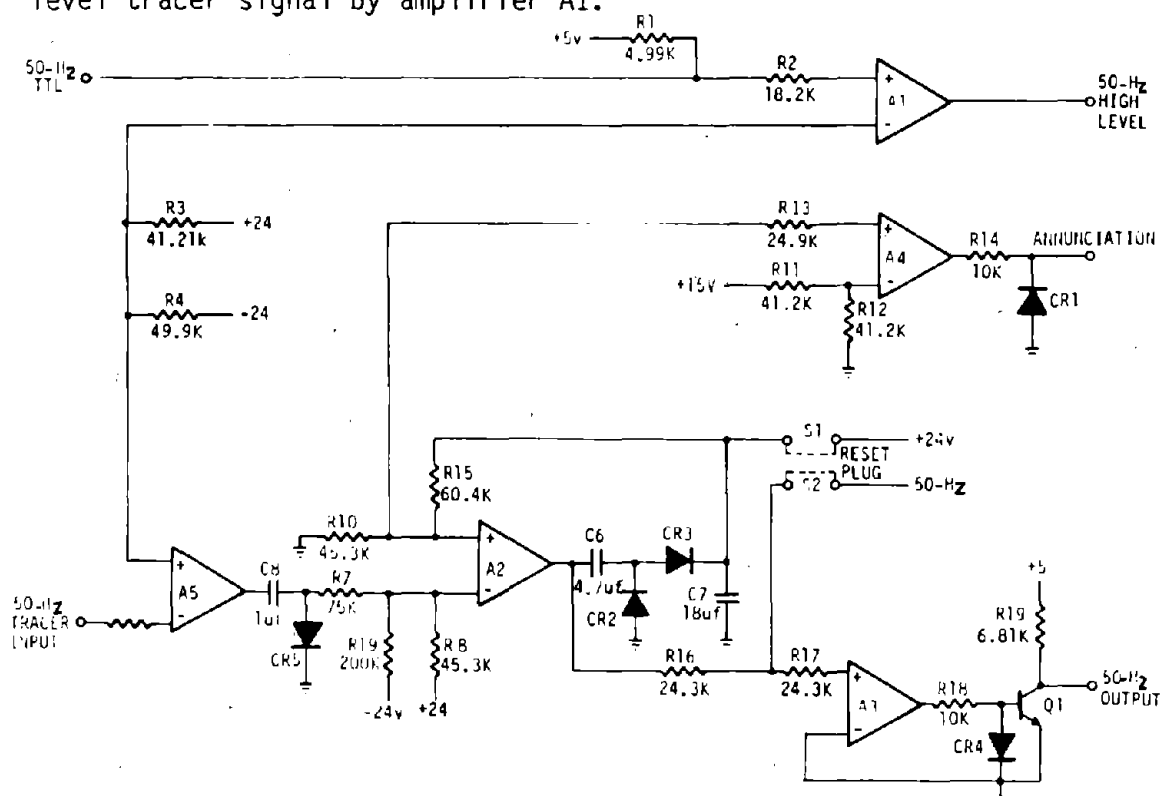 level tracer signal by amplifier A1.
+5v
R1
4.99K
50-Hz
TTL
R2
18.2K
+
-
A1
50-Hz
HIGH
LEVEL
R3
41.21k
+24
R4
49.9K
-24
R13
24.9K
+15V
R11
41.2K
R12
41.2K
+
-
A4
R14
10K
ANNUNCIATION
CR1
R15
60.4K
S1
+24v
RESET
PLUG
S2
50-Hz
R10
45.3K
+
-
A2
C6
4.7uf
CR3
CR2
C7
18uf
50-Hz
TRACER
INPUT
+
-
A5
C8
1uf
R7
75K
CR5
R19
200K
-24v
R8
45.3K
+24
R16
24.3K
R17
24.3K
+
-
A3
R18
10K
CR4
+5
R19
6.81K
Q1
50-Hz
OUTPUT